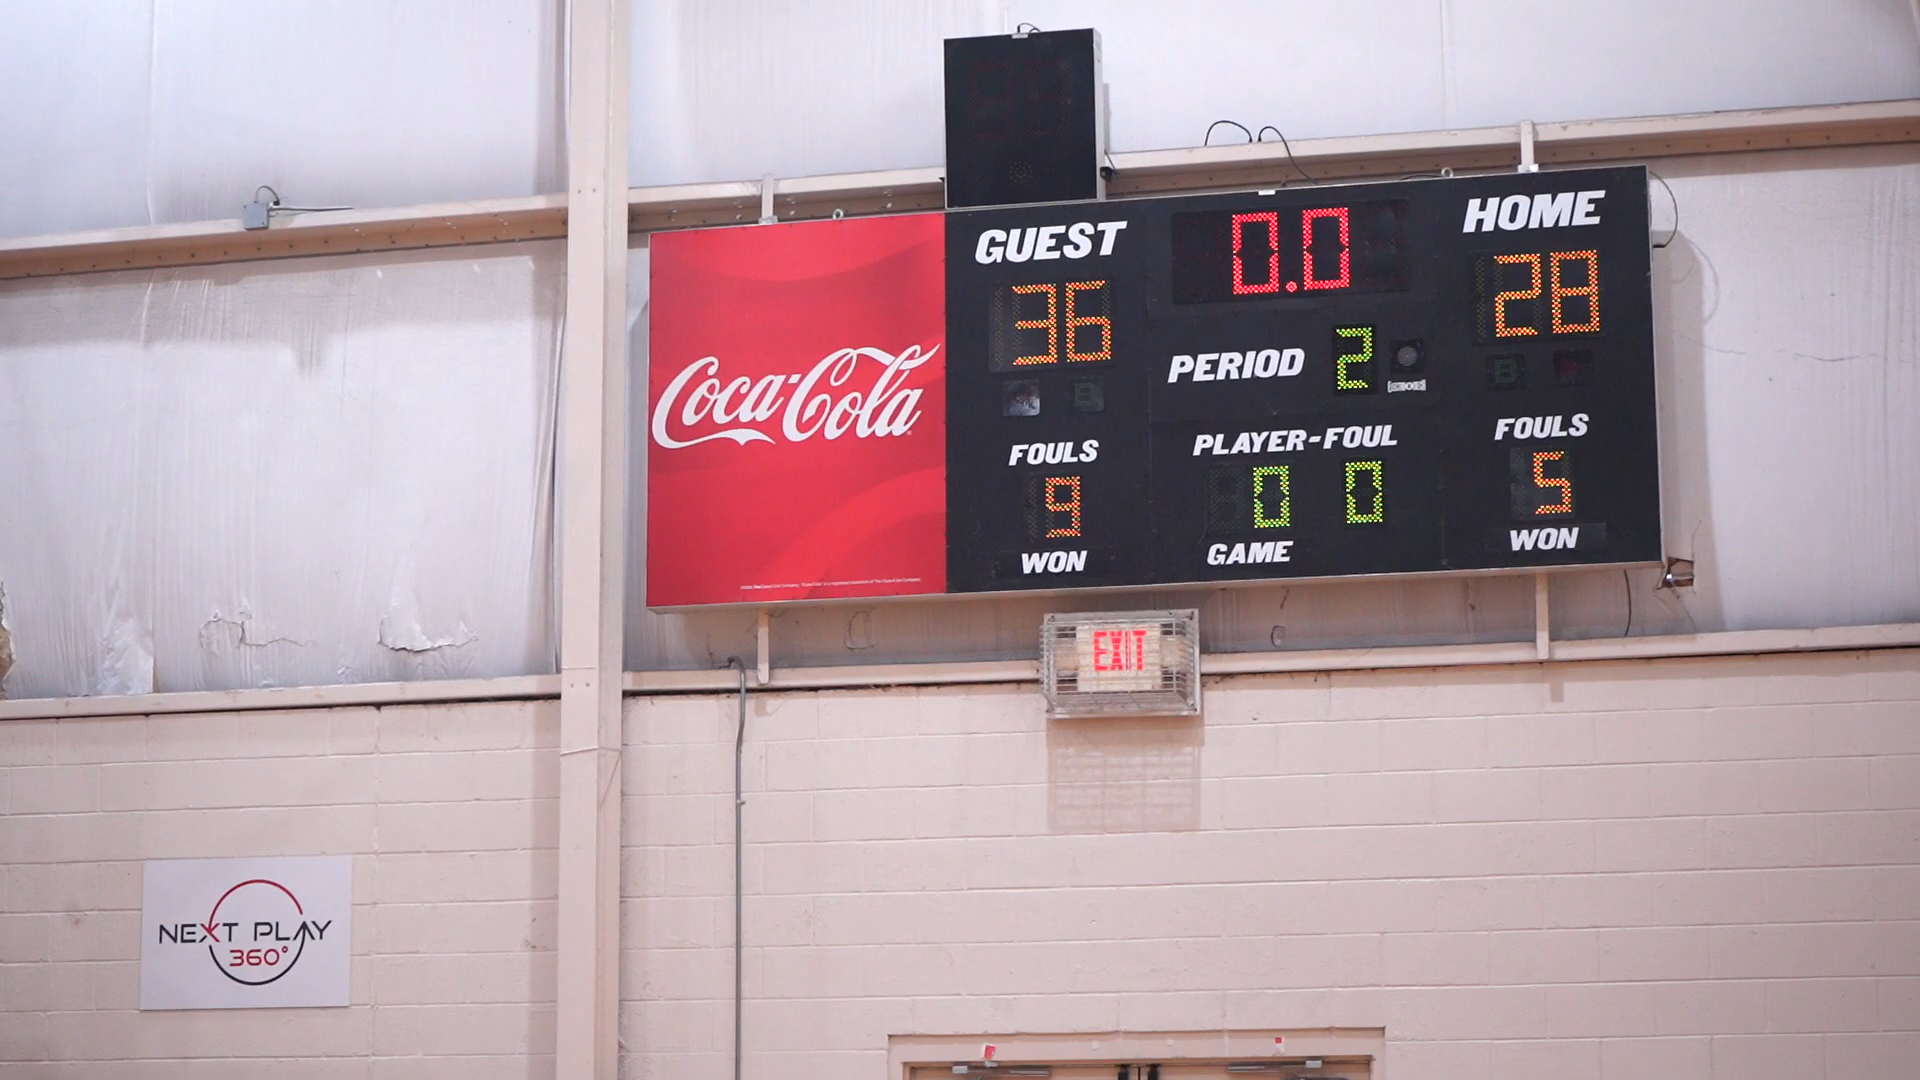 GUEST
0.0
HOME
36
28
PERIOD 2
Coca-Cola
FOULS
PLAYER-FOUL
FOULS
9
0 0
5
WON
GAME
WON
EXIT
NEXT PLAY
360°